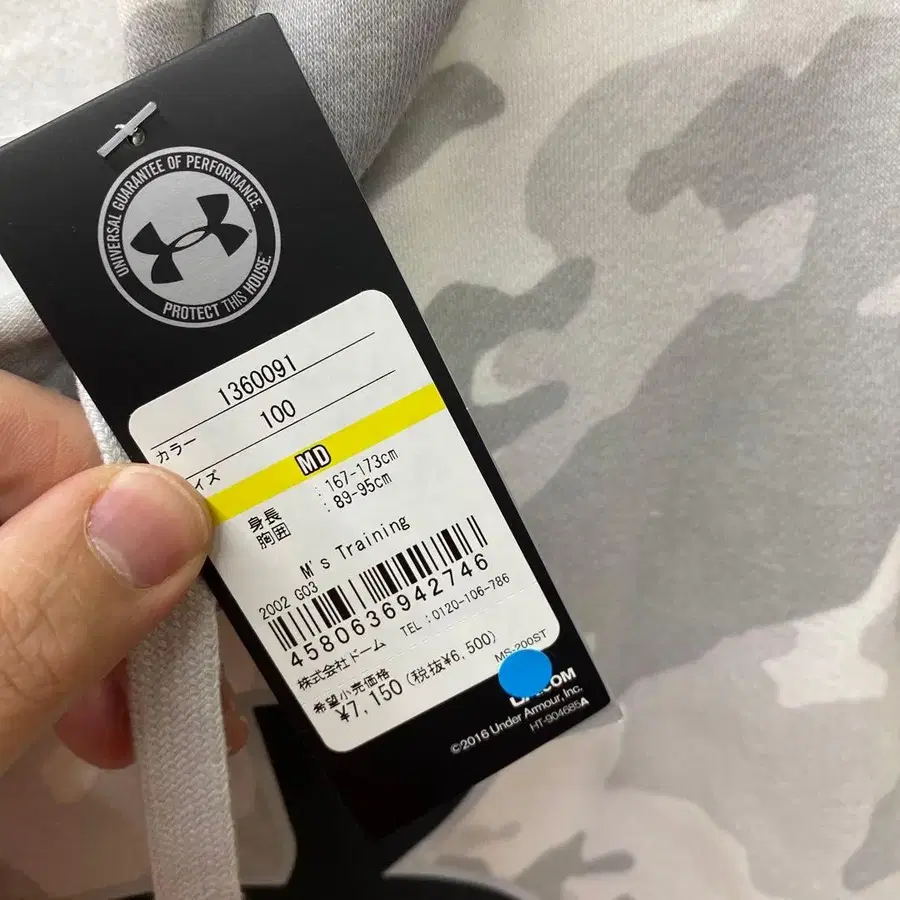 UNIVERSAL GUARANTEE OF PERFORMANCE.
PROTECT THIS HOUSE.
1360091
カラー 100
イズ MD
身長 : 167-173cm
胸囲 : 89-95cm
M's Training
2002 G03
4580636942746
株式会社ドーム TEL:0120-106-786
希望小売価格 MS-200ST
¥7,150 (税抜¥6,500)
.COM
©2016 Under Armour, Inc.
HT-904685A